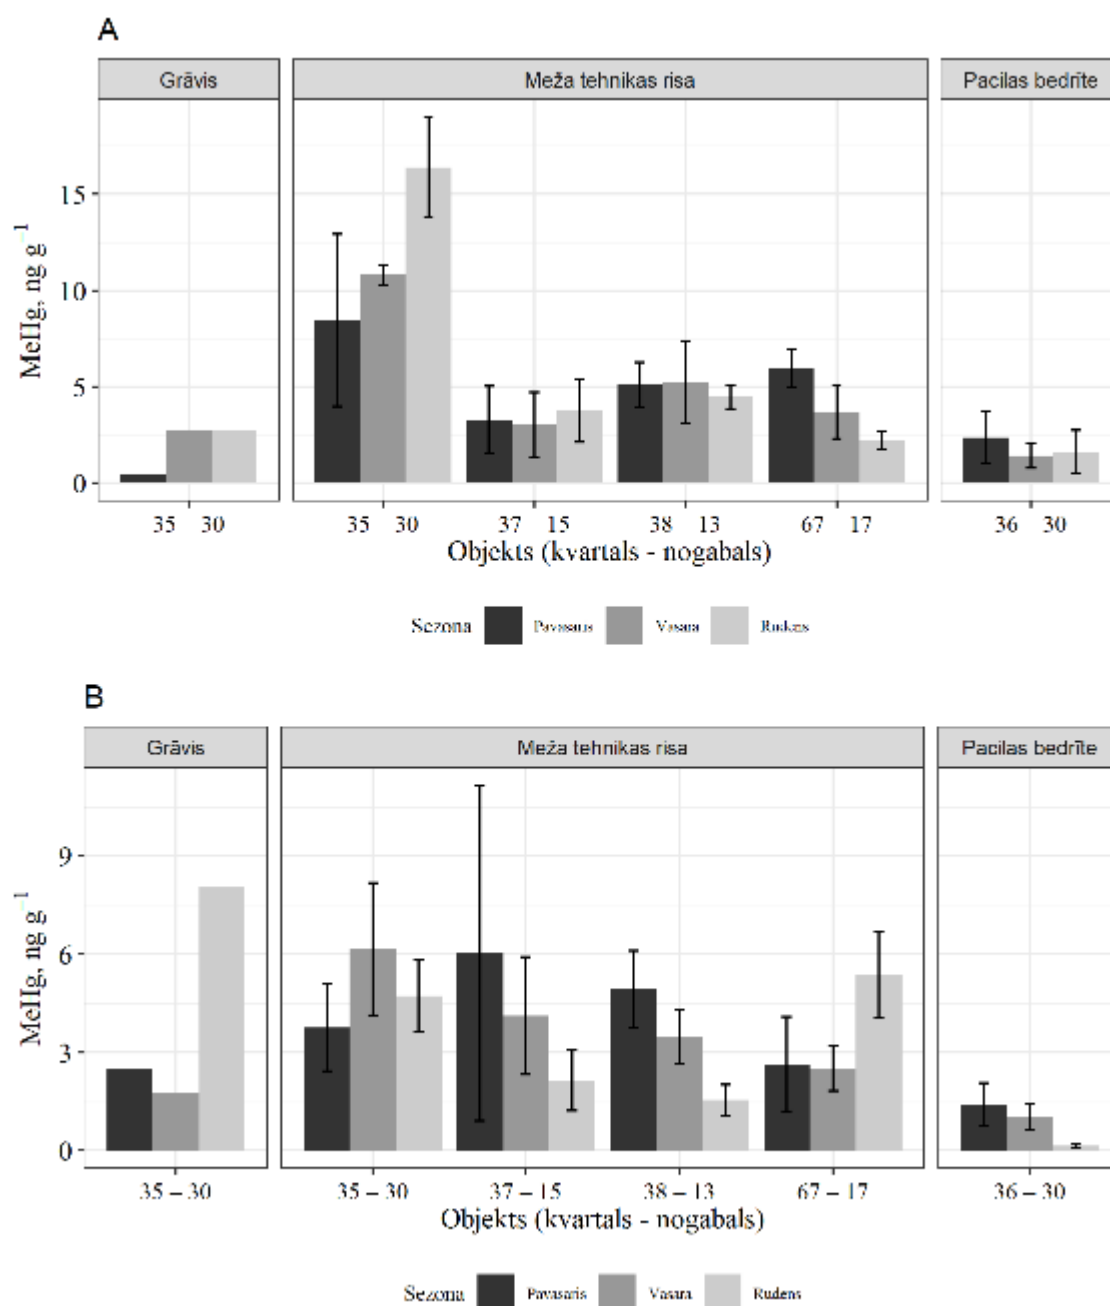 A
Grāvis Meža tehnikas risa Pacilas bedrīte
MeHg, ng g⁻¹
15
10
5
0
35 30 35 30 37 15 38 13 67 17 36 30
Objekts (kvartals - nogabals)
Sezona Pavasaris Vasara Rudens
B
Grāvis Meža tehnikas risa Pacilas bedrīte
MeHg, ng g⁻¹
9
6
3
0
35 – 30 35 – 30 37 – 15 38 – 13 67 – 17 36 – 30
Objekts (kvartals - nogabals)
Sezona Pavasaris Vasara Rudens